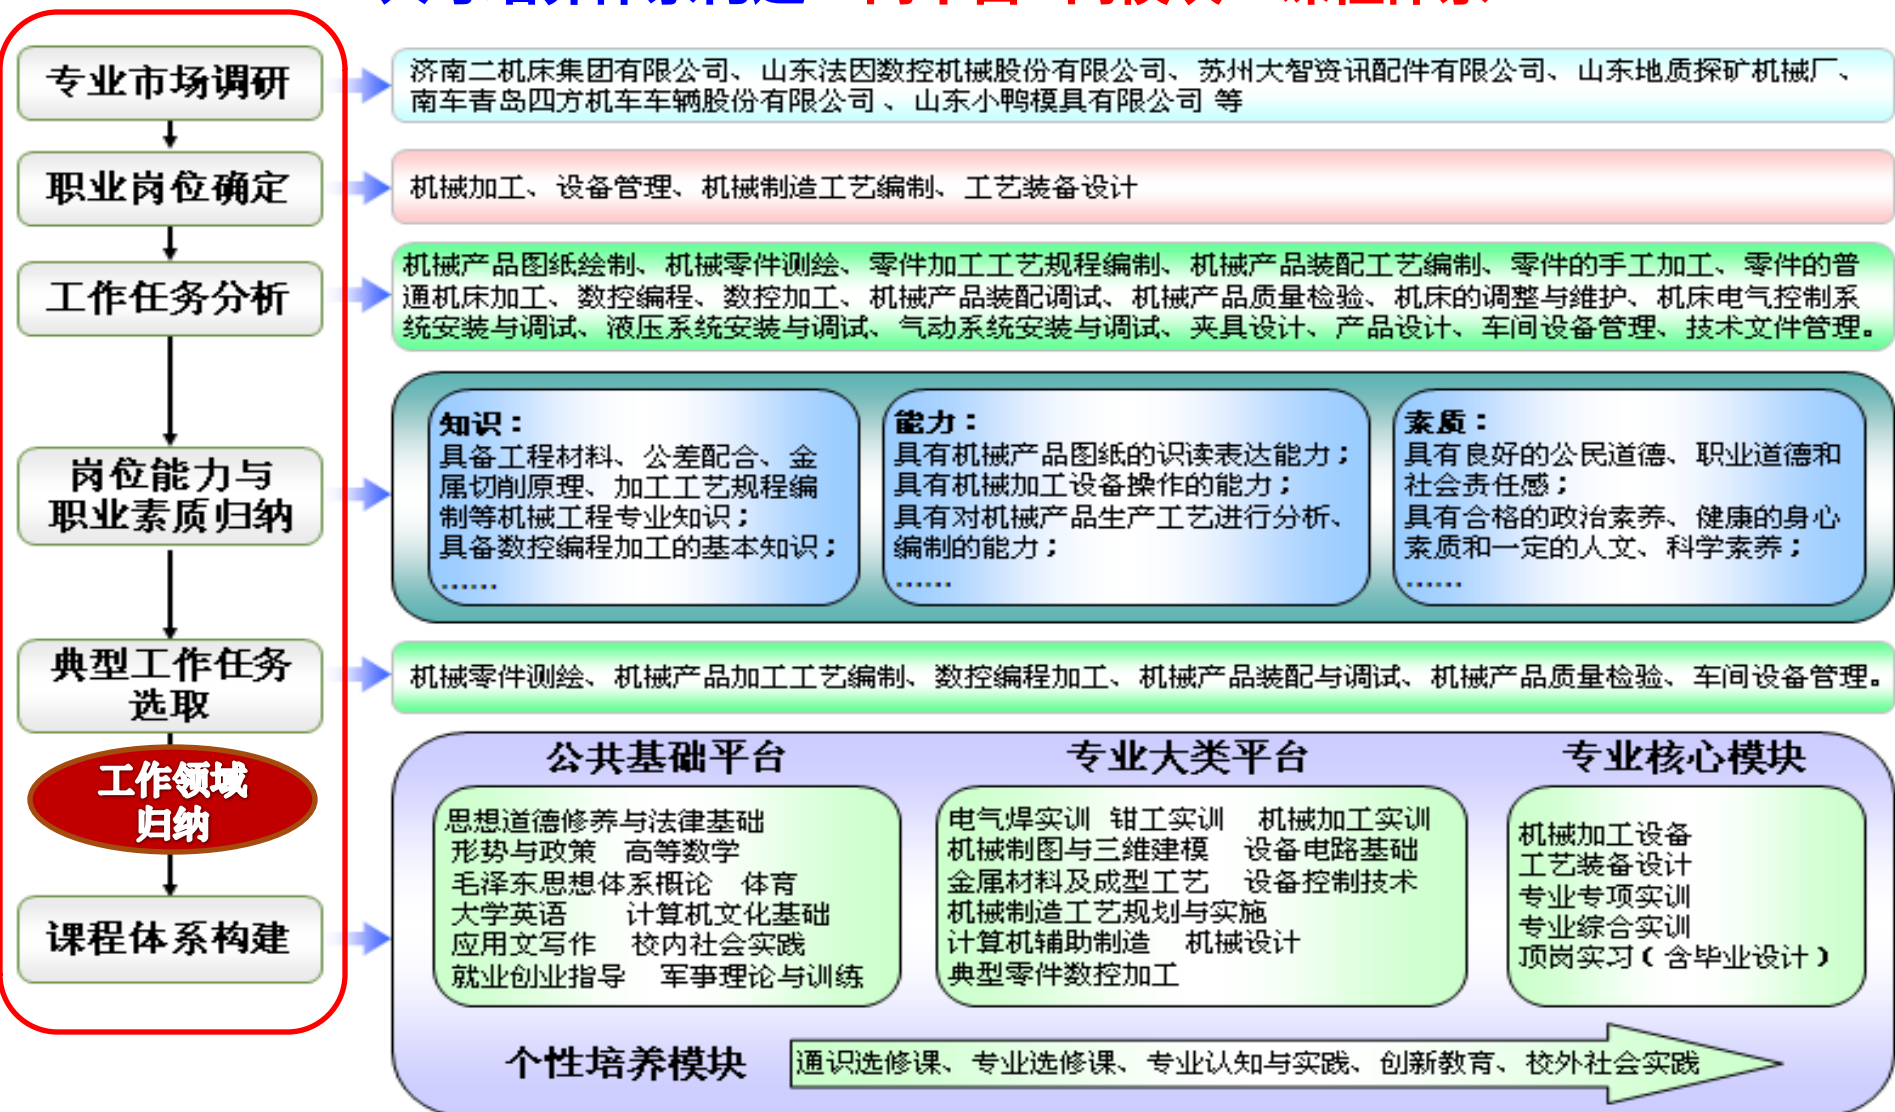 专业市场调研
济南二机床集团有限公司、山东法因数控机械股份有限公司、苏州大智资讯配件有限公司、山东地质探矿机械厂、
南车青岛四方机车车辆股份有限公司、山东小鸭模具有限公司 等
职业岗位确定
机械加工、设备管理、机械制造工艺编制、工艺装备设计
工作任务分析
机械产品图纸绘制、机械零件测绘、零件加工工艺规程编制、机械产品装配工艺编制、零件的手工加工、零件的普
通机床加工、数控编程、数控加工、机械产品装配调试、机械产品质量检验、机床的调整与维护、机床电气控制系
统安装与调试、液压系统安装与调试、气动系统安装与调试、夹具设计、产品设计、车间设备管理、技术文件管理。
岗位能力与
职业素质归纳
知识：
具备工程材料、公差配合、金
属切削原理、加工工艺规程编
制等机械工程专业知识；
具备数控编程加工的基本知识；
……
能力：
具有机械产品图纸的识读表达能力；
具有机械加工设备操作的能力；
具有对机械产品生产工艺进行分析、
编制的能力；
……
素质：
具有良好的公民道德、职业道德和
社会责任感；
具有合格的政治素养、健康的身心
素质和一定的人文、科学素养；
……
典型工作任务
选取
机械零件测绘、机械产品加工工艺编制、数控编程加工、机械产品装配与调试、机械产品质量检验、车间设备管理。
工作领域
归纳
课程体系构建
公共基础平台
思想道德修养与法律基础
形势与政策 高等数学
毛泽东思想体系概论 体育
大学英语 计算机文化基础
应用文写作 校内社会实践
就业创业指导 军事理论与训练
专业大类平台
电气焊实训 钳工实训 机械加工实训
机械制图与三维建模 设备电路基础
金属材料及成型工艺 设备控制技术
机械制造工艺规划与实施
计算机辅助制造 机械设计
典型零件数控加工
专业核心模块
机械加工设备
工艺装备设计
专业专项实训
专业综合实训
顶岗实习（含毕业设计）
个性培养模块
通识选修课、专业选修课、专业认知与实践、创新教育、校外社会实践